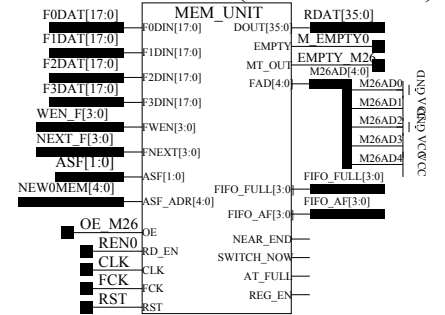 MEM_UNIT
F0DAT[17:0]
F0DIN[17:0]
F1DAT[17:0]
F1DIN[17:0]
F2DAT[17:0]
F2DIN[17:0]
F3DAT[17:0]
F3DIN[17:0]
WEN_F[3:0]
FWEN[3:0]
NEXT_F[3:0]
FNEXT[3:0]
ASF[1:0]
ASF[1:0]
NEW0MEM[4:0]
ASF_ADR[4:0]
OE_M26
OE
REN0
RD_EN
CLK
CLK
FCK
FCK
RST
RST
DOUT[35:0]
RDAT[35:0]
EMPTY
M_EMPTY0
MT_OUT
EMPTY_M26
FAD[4:0]
M26AD[4:0]
M26AD0
M26AD1
M26AD2
M26AD3
M26AD4
GND
VCC
VCC
FIFO_FULL[3:0]
FIFO_FULL[3:0]
FIFO_AF[3:0]
FIFO_AF[3:0]
NEAR_END
SWITCH_NOW
AT_FULL
REG_EN